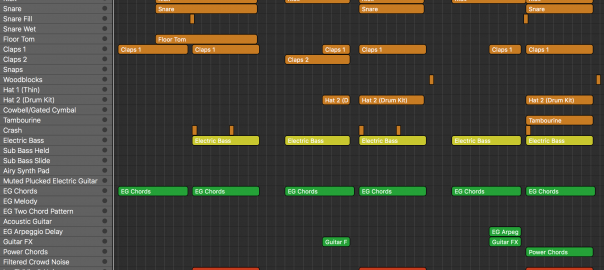 Snare Snare Snare Snare
Snare Fill
Snare Wet
Floor Tom Floor Tom
Claps 1 Claps 1 Claps 1 Claps 1 Claps 1 Claps 1 Claps 1
Claps 2 Claps 2
Snaps
Woodblocks
Hat 1 (Thin)
Hat 2 (Drum Kit) Hat 2 (D Hat 2 (Drum Kit) Hat 2 (Drum Kit)
Cowbell/Gated Cymbal
Tambourine Tambourine
Crash
Electric Bass Electric Bass Electric Bass Electric Bass Electric Bass Electric Bass
Sub Bass Held
Sub Bass Slide
Airy Synth Pad
Muted Plucked Electric Guitar
EG Chords EG Chords EG Chords EG Chords EG Chords EG Chords EG Chords
EG Melody
EG Two Chord Pattern
Acoustic Guitar
EG Arpeggio Delay EG Arpeg
Guitar FX Guitar F Guitar FX
Power Chords Power Chords
Filtered Crowd Noise